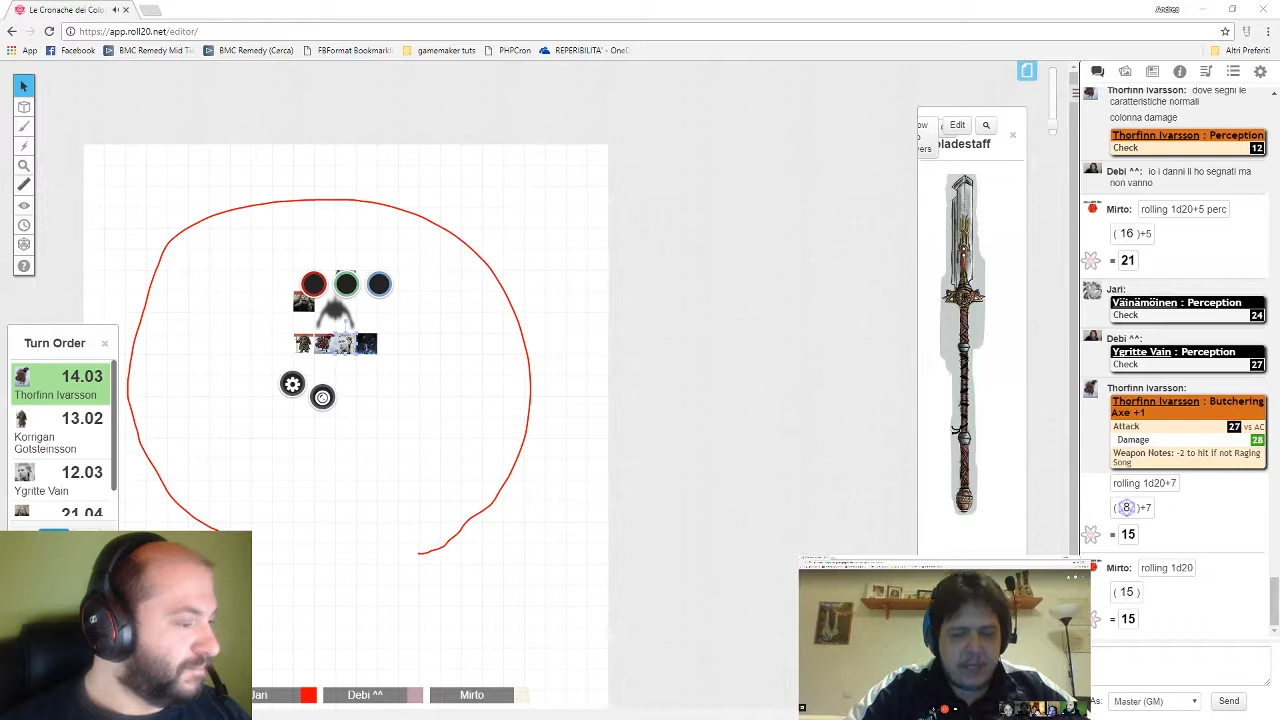 Le Cronache dei Colo
Andrea
https://app.roll20.net/editor/
App
Facebook
BMC Remedy Mid Tie
BMC Remedy (Cerca)
FBFormat Bookmarkl
gamemaker tuts
PHPCron
REPERIBILITA' - OneD
Altri Preferiti
Turn Order
14.03
Thorfinn Ivarsson
13.02
Korrigan
Gotsteinsson
12.03
Ygritte Vain
21.04
Edit
bladestaff
Thorfinn Ivarsson: dove segni le
caratteristiche normali
colonna damage
Thorfinn Ivarsson : Perception
Check 12
Debi ^^: Io i danni li ho segnati ma
non vanno
Mirto: rolling 1d20+5 perc
( 16 )+5
= 21
Jari:
Väinämöinen : Perception
Check 24
Debi ^^:
Ygritte Vain : Perception
Check 27
Thorfinn Ivarsson:
Thorfinn Ivarsson : Butchering
Axe +1
Attack 27 vs AC
Damage 28
Weapon Notes: -2 to hit if not Raging
Song
rolling 1d20+7
( 8 )+7
= 15
Mirto: rolling 1d20
( 15 )
= 15
As: Master (GM) Send
Jari
Debi ^^
Mirto